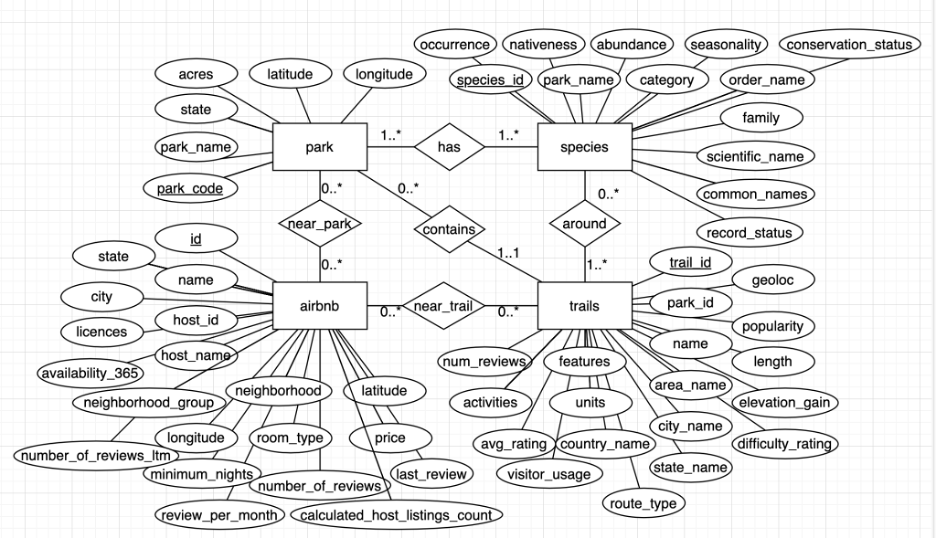 occurrence nativeness abundance seasonality conservation_status
acres latitude longitude species_id park_name category order_name
state family
park_name park 1..* has 1..* species scientific_name
park_code 0..* 0..* 0..* common_names
near_park contains around record_status
id 1..1 trail_id
state 0..* 1..* geoloc
name
city airbnb 0..* near_trail 0..* trails park_id
licences host_id popularity
host_name num_reviews features name length
availability_365 area_name
neighborhood_group neighborhood latitude activities units elevation_gain
longitude room_type price avg_rating country_name city_name difficulty_rating
number_of_reviews_ltm minimum_nights last_review visitor_usage state_name
number_of_reviews
review_per_month calculated_host_listings_count route_type